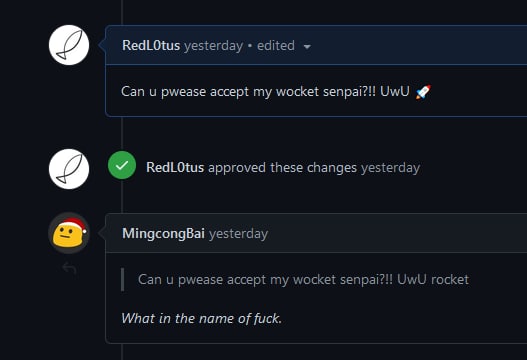 RedL0tus yesterday • edited
Can u pwease accept my wocket senpai?!! UwU 🚀
RedL0tus approved these changes yesterday
MingcongBai yesterday
Can u pwease accept my wocket senpai?!! UwU rocket
What in the name of fuck.